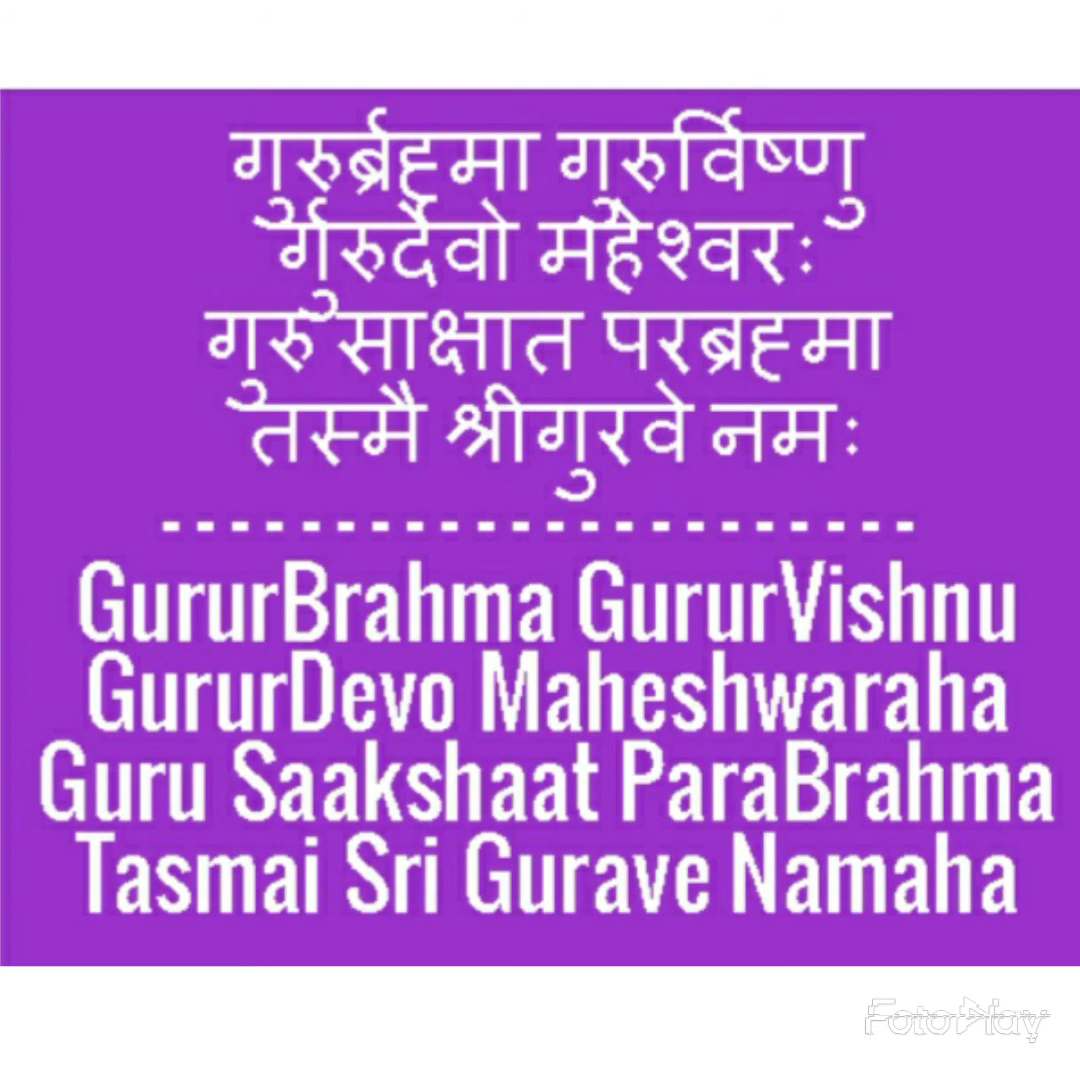 गुरुर्ब्रह्मा गुरुर्विष्णु
र्गुरुर्देवो महेश्वरः
गुरु साक्षात परब्रह्मा
तस्मै श्रीगुरवे नमः
-----------------------
GururBrahma GururVishnu
GururDevo Maheshwaraha
Guru Saakshaat ParaBrahma
Tasmai Sri Gurave Namaha
FotoPlay